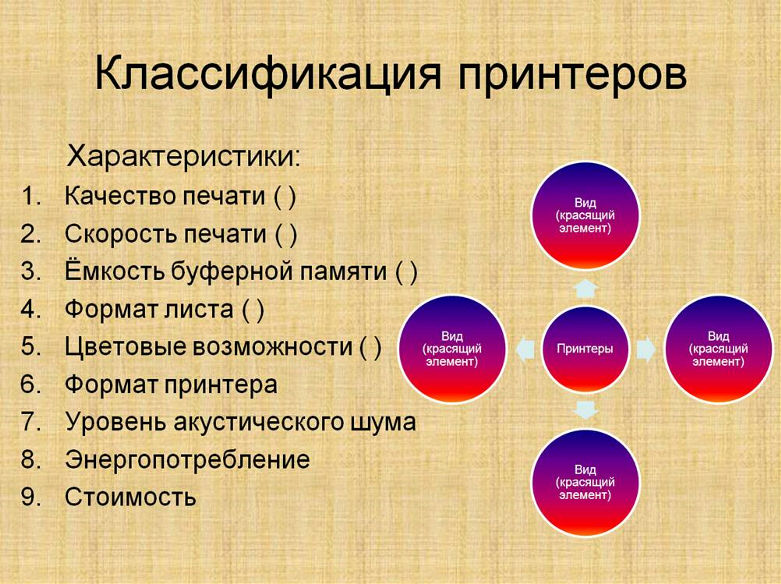 Классификация принтеров
Характеристики:
1. Качество печати ( )
2. Скорость печати ( )
3. Ёмкость буферной памяти ( )
4. Формат листа ( )
5. Цветовые возможности ( )
6. Формат принтера
7. Уровень акустического шума
8. Энергопотребление
9. Стоимость
Вид
(красящий
элемент)
Вид
(красящий
элемент)
Принтеры
Вид
(красящий
элемент)
Вид
(красящий
элемент)